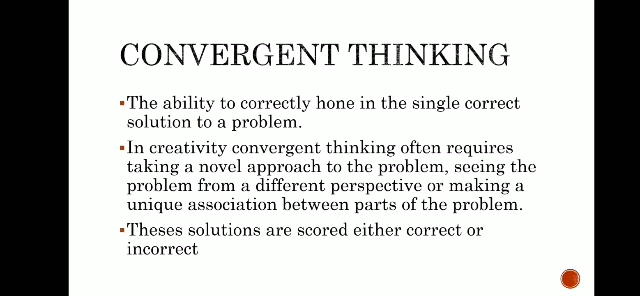 CONVERGENT THINKING
▪The ability to correctly hone in the single correct
solution to a problem.
▪In creativity convergent thinking often requires
taking a novel approach to the problem, seeing the
problem from a different perspective or making a
unique association between parts of the problem.
▪Theses solutions are scored either correct or
incorrect